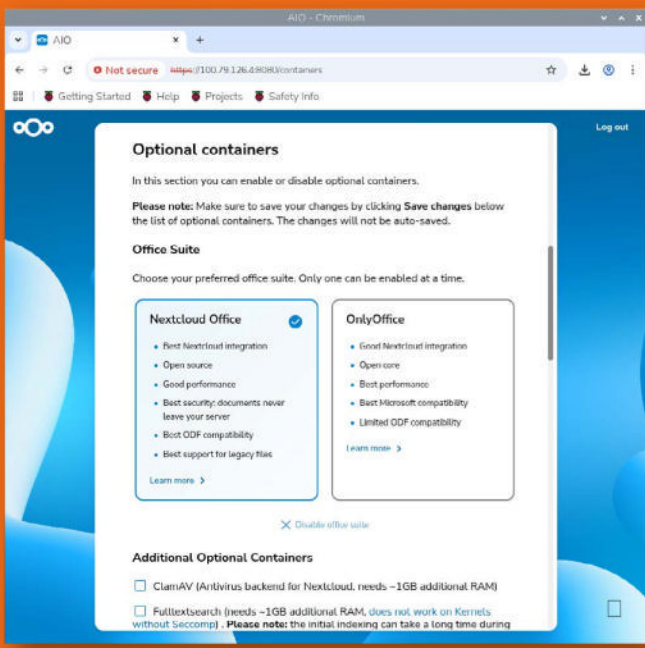 AIO - Chromium
AIO
Not secure https://100.79.126.4:8080/containers
Getting Started Help Projects Safety Info
Log out
Optional containers
In this section you can enable or disable optional containers.
Please note: Make sure to save your changes by clicking Save changes below
the list of optional containers. The changes will not be auto-saved.
Office Suite
Choose your preferred office suite. Only one can be enabled at a time.
Nextcloud Office
Best Nextcloud integration
Open source
Good performance
Best security: documents never
leave your server
Best ODF compatibility
Best support for legacy files
Learn more
OnlyOffice
Good Nextcloud integration
Open core
Best performance
Best Microsoft compatibility
Limited ODF compatibility
Learn more
Disable office suite
Additional Optional Containers
ClamAV (Antivirus backend for Nextcloud, needs ~1GB additional RAM)
Fulltextsearch (needs ~1GB additional RAM, does not work on Kernels
without Seccomp) . Please note: the initial indexing can take a long time during